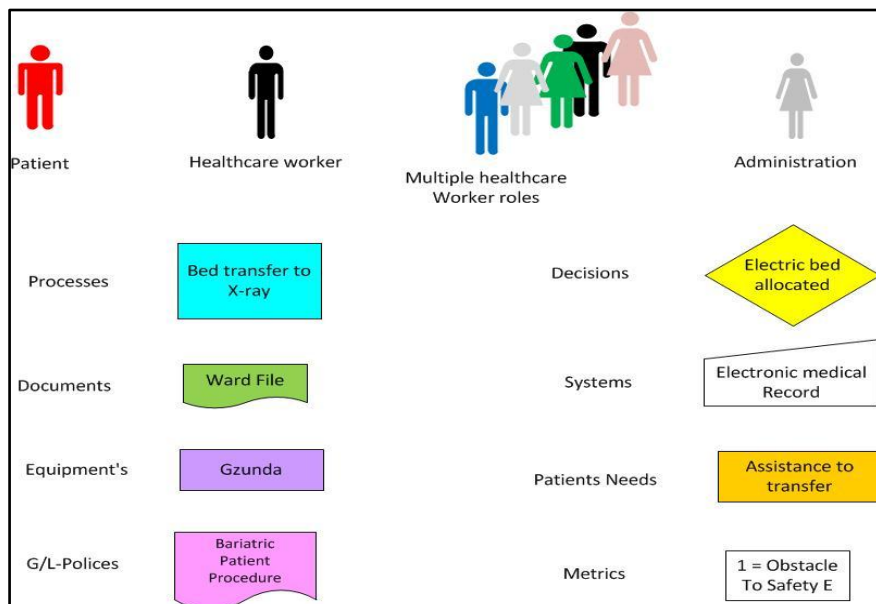 Patient
Healthcare worker
Multiple healthcare
Worker roles
Administration
Processes
Bed transfer to
X-ray
Decisions
Electric bed
allocated
Documents
Ward File
Systems
Electronic medical
Record
Equipment's
Gzunda
Patients Needs
Assistance to
transfer
G/L-Polices
Bariatric
Patient
Procedure
Metrics
1 = Obstacle
To Safety E